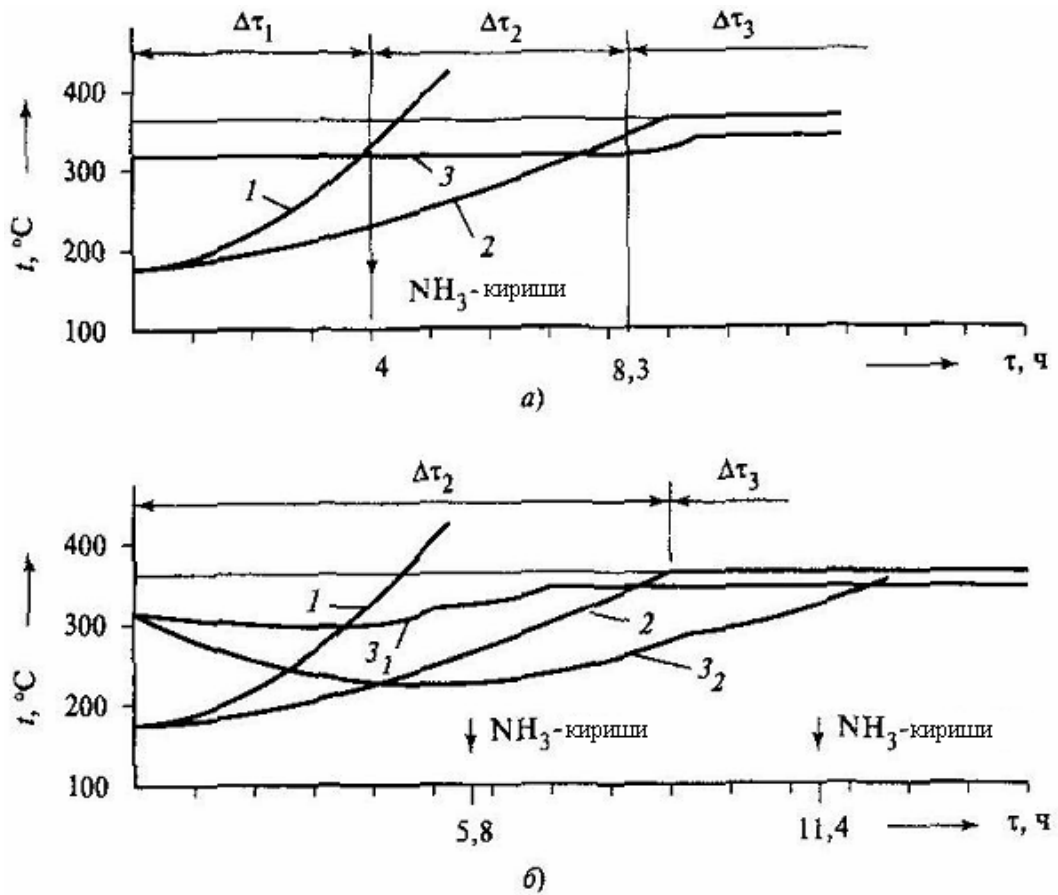 Δτ₁ Δτ₂ Δτ₃
400
300
200
100
t, °C
1
3
2
NH₃-кириши
4 8,3 τ, ч
а)
Δτ₂ Δτ₃
400
300
200
100
t, °C
1
3₁
2
3₂
NH₃-кириши NH₃-кириши
5,8 11,4 τ, ч
б)